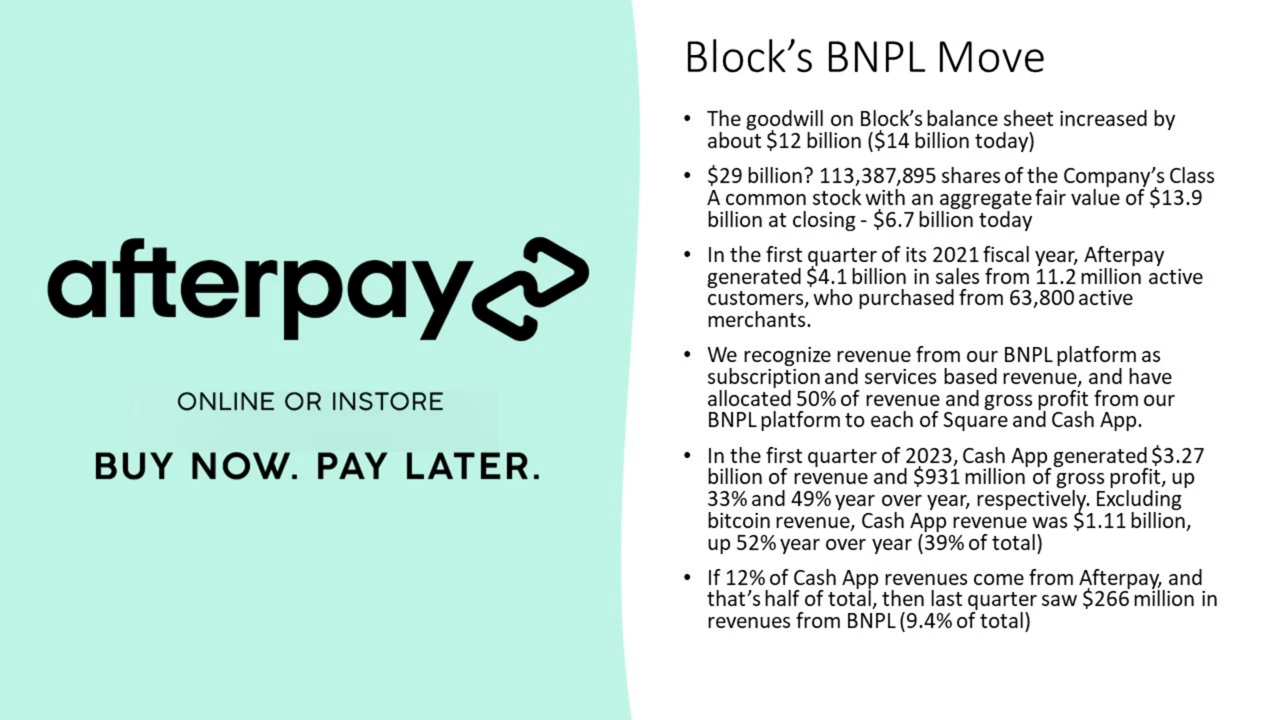 afterpay
ONLINE OR INSTORE
BUY NOW. PAY LATER.
Block's BNPL Move
• The goodwill on Block's balance sheet increased by
about $12 billion ($14 billion today)
• $29 billion? 113,387,895 shares of the Company's Class
A common stock with an aggregate fair value of $13.9
billion at closing - $6.7 billion today
• In the first quarter of its 2021 fiscal year, Afterpay
generated $4.1 billion in sales from 11.2 million active
customers, who purchased from 63,800 active
merchants.
• We recognize revenue from our BNPL platform as
subscription and services based revenue, and have
allocated 50% of revenue and gross profit from our
BNPL platform to each of Square and Cash App.
• In the first quarter of 2023, Cash App generated $3.27
billion of revenue and $931 million of gross profit, up
33% and 49% year over year, respectively. Excluding
bitcoin revenue, Cash App revenue was $1.11 billion,
up 52% year over year (39% of total)
• If 12% of Cash App revenues come from Afterpay, and
that's half of total, then last quarter saw $266 million in
revenues from BNPL (9.4% of total)